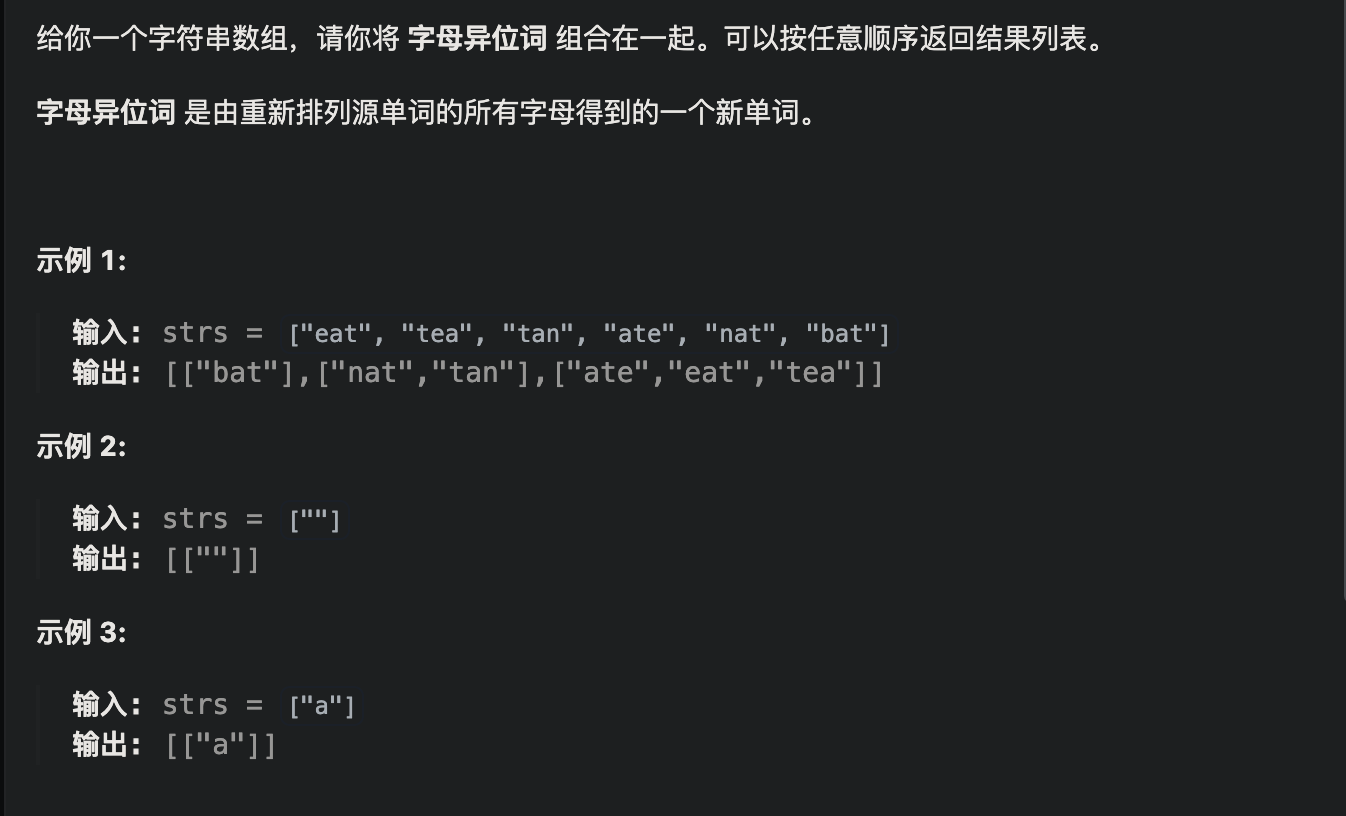 给你一个字符串数组，请你将 字母异位词 组合在一起。可以按任意顺序返回结果列表。
字母异位词 是由重新排列源单词的所有字母得到的一个新单词。
示例 1:
输入: strs = ["eat", "tea", "tan", "ate", "nat", "bat"]
输出: [["bat"],["nat","tan"],["ate","eat","tea"]]
示例 2:
输入: strs = [""]
输出: [[""]]
示例 3:
输入: strs = ["a"]
输出: [["a"]]